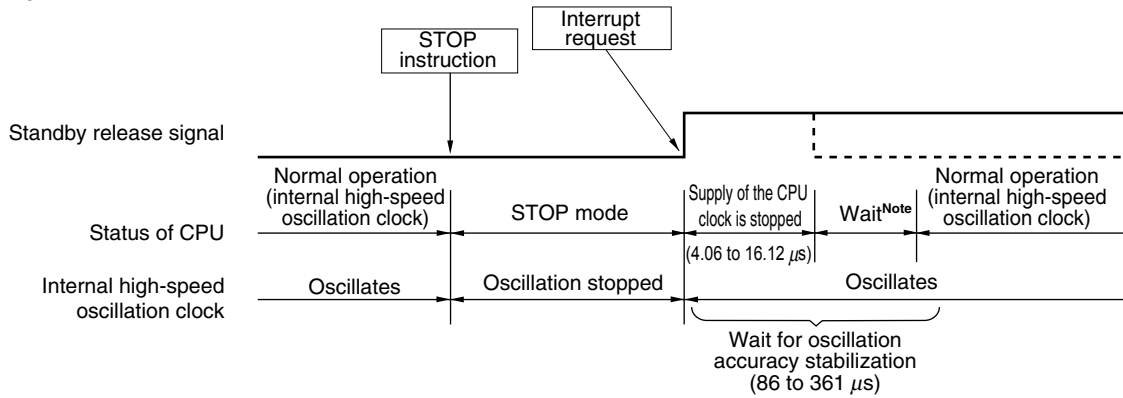 Interrupt
request
STOP
instruction
Standby release signal
Normal operation
(internal high-speed
oscillation clock)
STOP mode
Supply of the CPU
clock is stopped
(4.06 to 16.12 μs)
Wait^Note
Normal operation
(internal high-speed
oscillation clock)
Status of CPU
Internal high-speed
oscillation clock
Oscillates
Oscillation stopped
Oscillates
Wait for oscillation
accuracy stabilization
(86 to 361 μs)